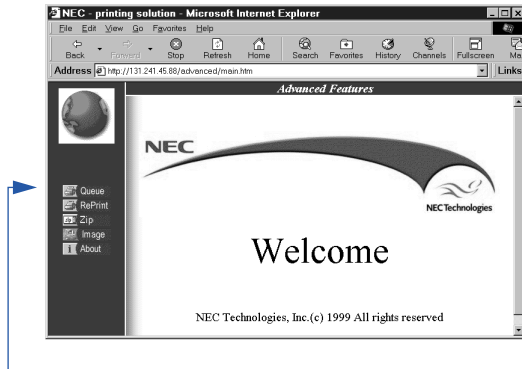 NEC - printing solution - Microsoft Internet Explorer
File Edit View Go Favorites Help
Back Forward Stop Refresh Home Search Favorites History Channels Fullscreen Ma
Address http://131.241.45.88/advanced/main.htm Links
Advanced Features
NEC
NEC Technologies
Queue
RePrint
Zip
Image
About
Welcome
NEC Technologies, Inc.(c) 1999 All rights reserved